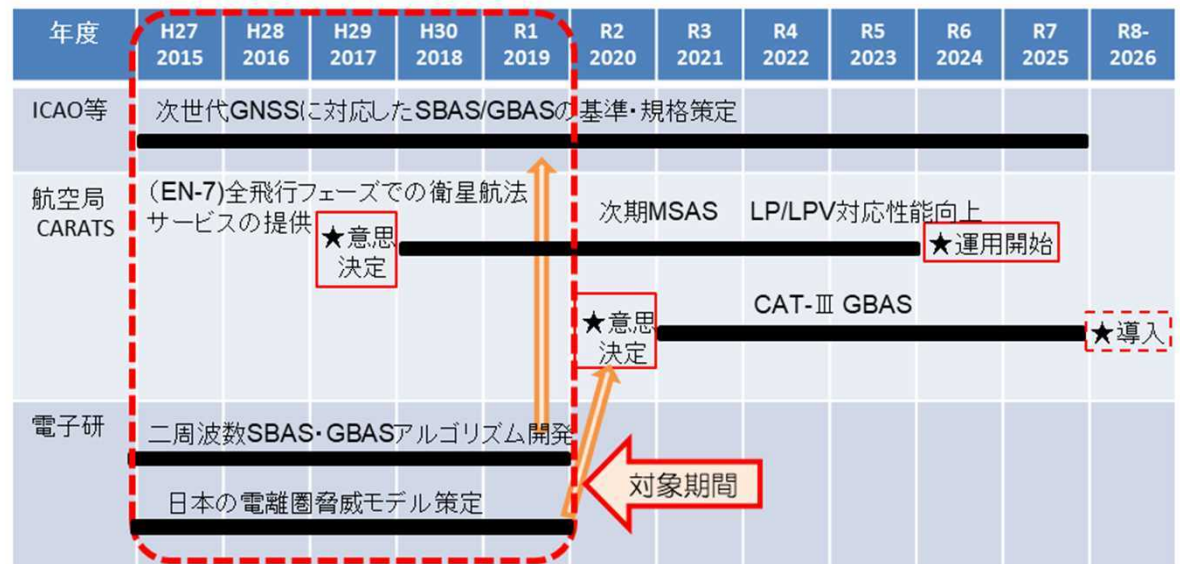 年度 H27 H28 H29 H30 R1 R2 R3 R4 R5 R6 R7 R8-
2015 2016 2017 2018 2019 2020 2021 2022 2023 2024 2025 2026
ICAO等
次世代GNSSに対応したSBAS/GBASの基準・規格策定
航空局
CARATS
(EN-7)全飛行フェーズでの衛星航法
サービスの提供
★意思
決定
次期MSAS LP/LPV対応性能向上
★運用開始
★意思
決定
CAT-Ⅲ GBAS
★導入
電子研
二周波数SBAS・GBASアルゴリズム開発
日本の電離圏脅威モデル策定
対象期間